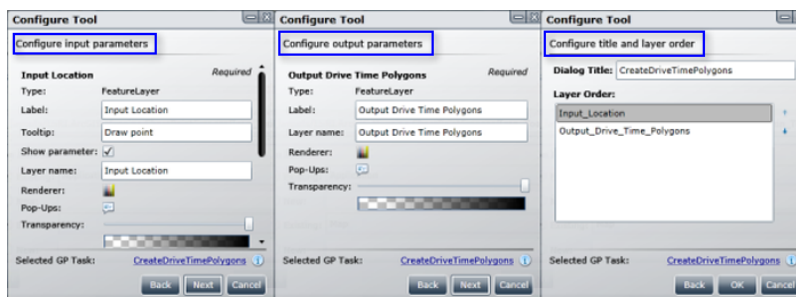 Configure Tool
Configure input parameters
Input Location Required
Type: FeatureLayer
Label: Input Location
Tooltip: Draw point
Show parameter:
Layer name: Input Location
Renderer:
Pop-Ups:
Transparency:
Selected GP Task: CreateDriveTimePolygons
Back Next Cancel
Configure Tool
Configure output parameters
Output Drive Time Polygons Required
Type: FeatureLayer
Label: Output Drive Time Polygons
Layer name: Output Drive Time Polygons
Renderer:
Pop-Ups:
Transparency:
Selected GP Task: CreateDriveTimePolygons
Back Next Cancel
Configure Tool
Configure title and layer order
Dialog Title: CreateDriveTimePolygons
Layer Order:
Input_Location
Output_Drive_Time_Polygons
Selected GP Task: CreateDriveTimePolygons
Back OK Cancel